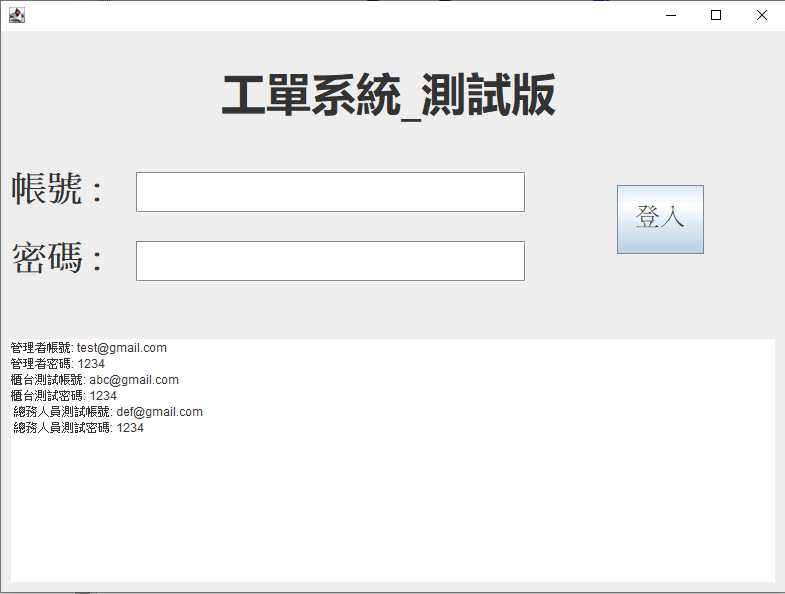 工單系統_測試版
帳號 :
登入
密碼 :
管理者帳號: test@gmail.com
管理者密碼: 1234
櫃台測試帳號: abc@gmail.com
櫃台測試密碼: 1234
總務人員測試帳號: def@gmail.com
總務人員測試密碼: 1234